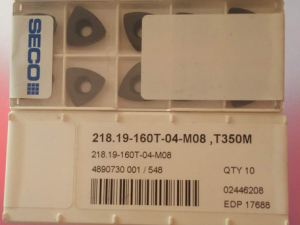 SECO
218.19-160T-04-M08 ,T350M
218.19-160T-04-M08
4890730 001 / 548
QTY 10
02446208
EDP 17688